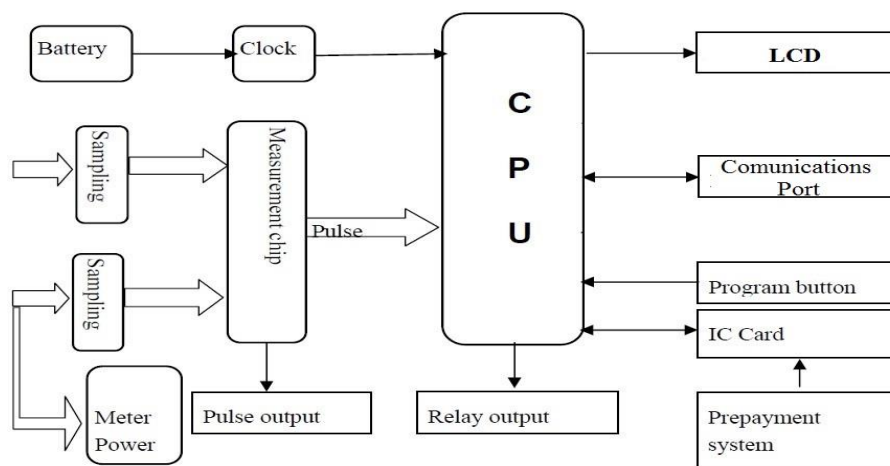 Battery
Clock
C
P
U
LCD
Sampling
Measurement chip
Pulse
Comunications
Port
Sampling
Program button
IC Card
Meter
Power
Pulse output
Relay output
Prepayment
system